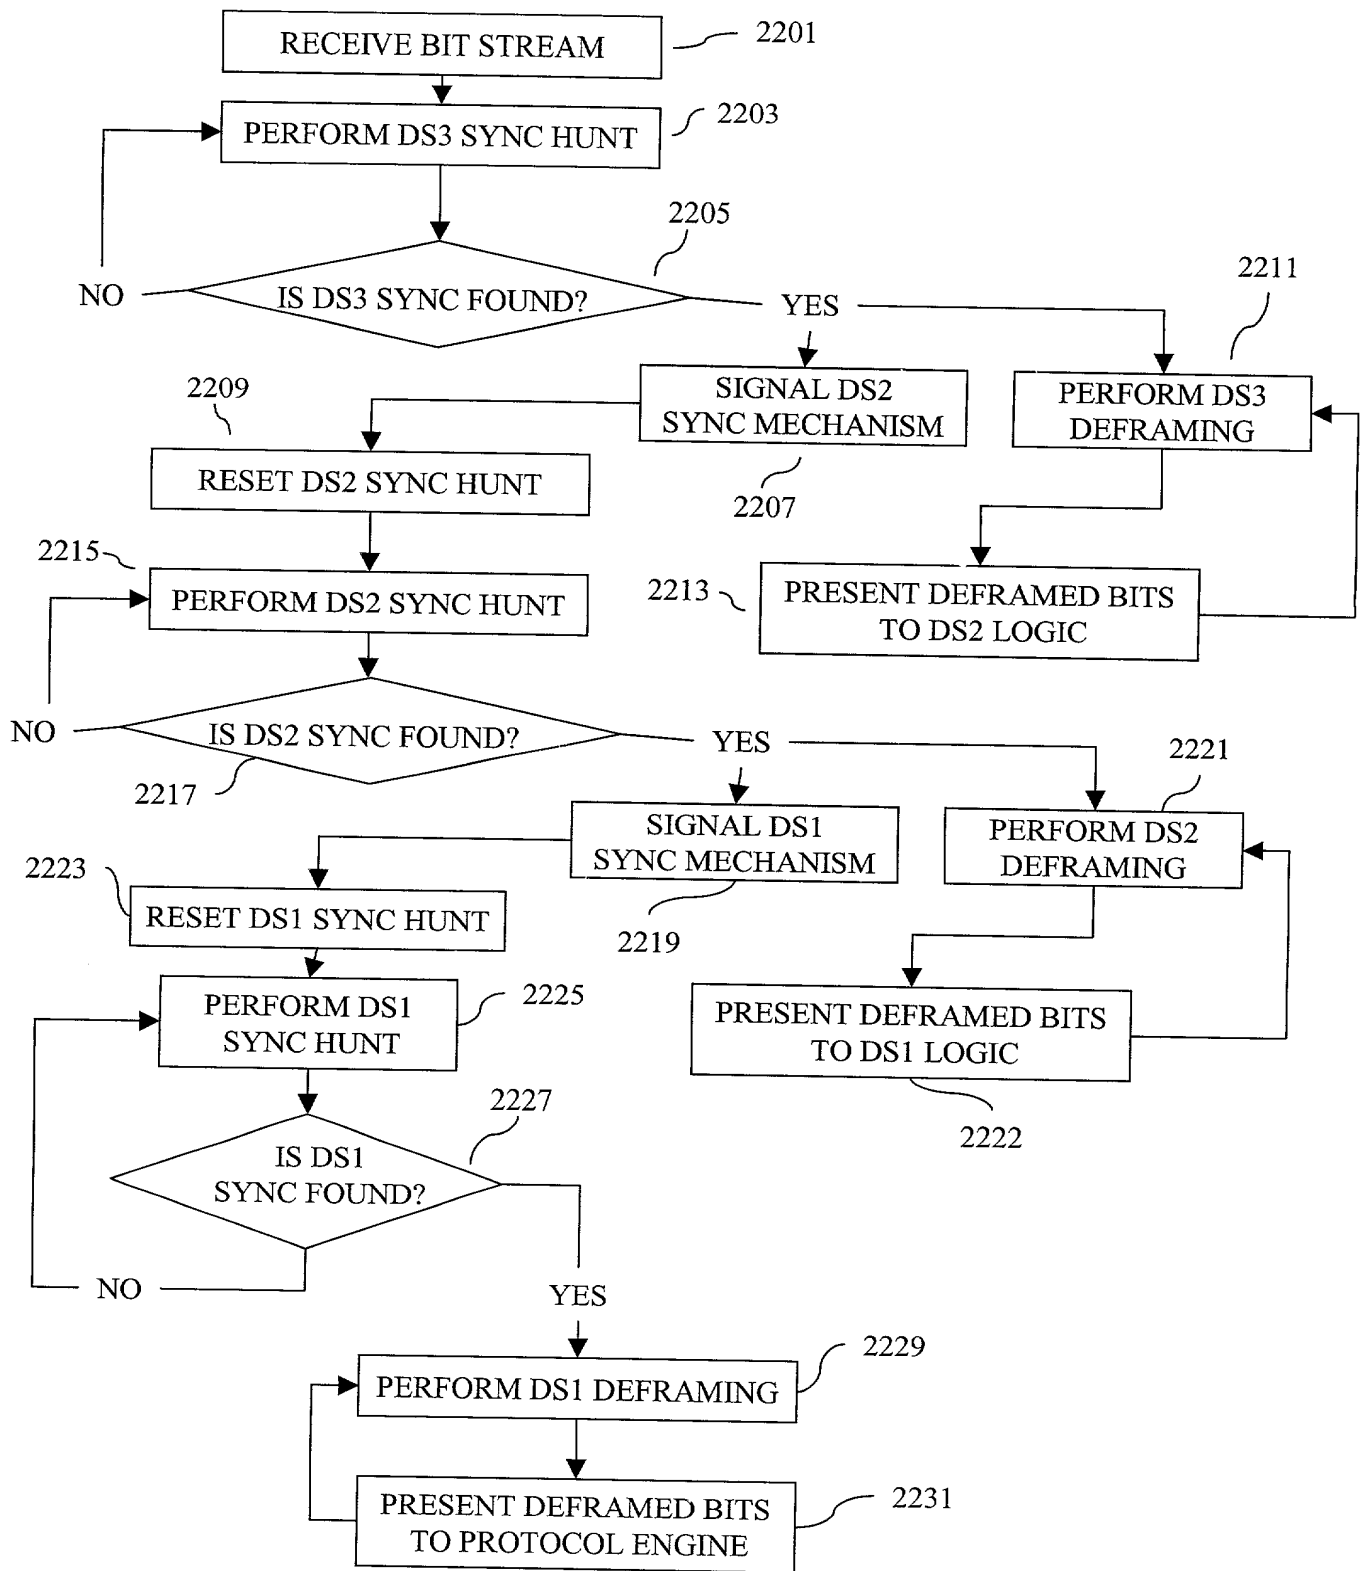 RECEIVE BIT STREAM
2201
PERFORM DS3 SYNC HUNT
2203
2205
IS DS3 SYNC FOUND?
NO
YES
2211
SIGNAL DS2
SYNC MECHANISM
2207
PERFORM DS3
DEFRAMING
2209
RESET DS2 SYNC HUNT
2213
PRESENT DEFRAMED BITS
TO DS2 LOGIC
2215
PERFORM DS2 SYNC HUNT
NO
IS DS2 SYNC FOUND?
2217
YES
2221
SIGNAL DS1
SYNC MECHANISM
2219
PERFORM DS2
DEFRAMING
2223
RESET DS1 SYNC HUNT
PERFORM DS1
SYNC HUNT
2225
PRESENT DEFRAMED BITS
TO DS1 LOGIC
2222
2227
IS DS1
SYNC FOUND?
NO
YES
2229
PERFORM DS1 DEFRAMING
PRESENT DEFRAMED BITS
TO PROTOCOL ENGINE
2231